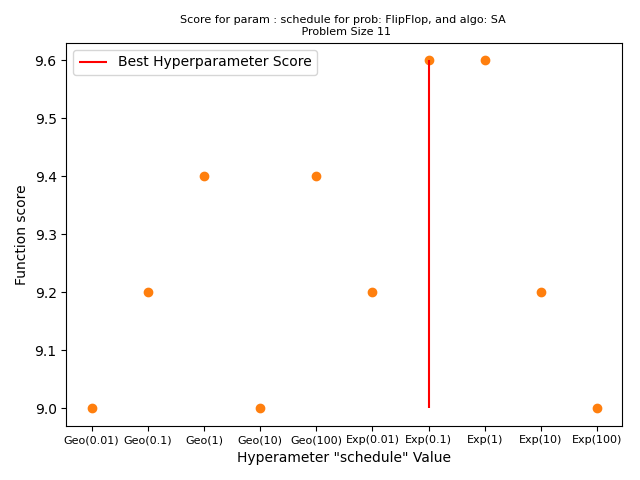 Score for param : schedule for prob: FlipFlop, and algo: SA
Problem Size 11
Best Hyperparameter Score
Function score
9.6
9.5
9.4
9.3
9.2
9.1
9.0
Geo(0.01) Geo(0.1) Geo(1) Geo(10) Geo(100) Exp(0.01) Exp(0.1) Exp(1) Exp(10) Exp(100)
Hyperameter "schedule" Value